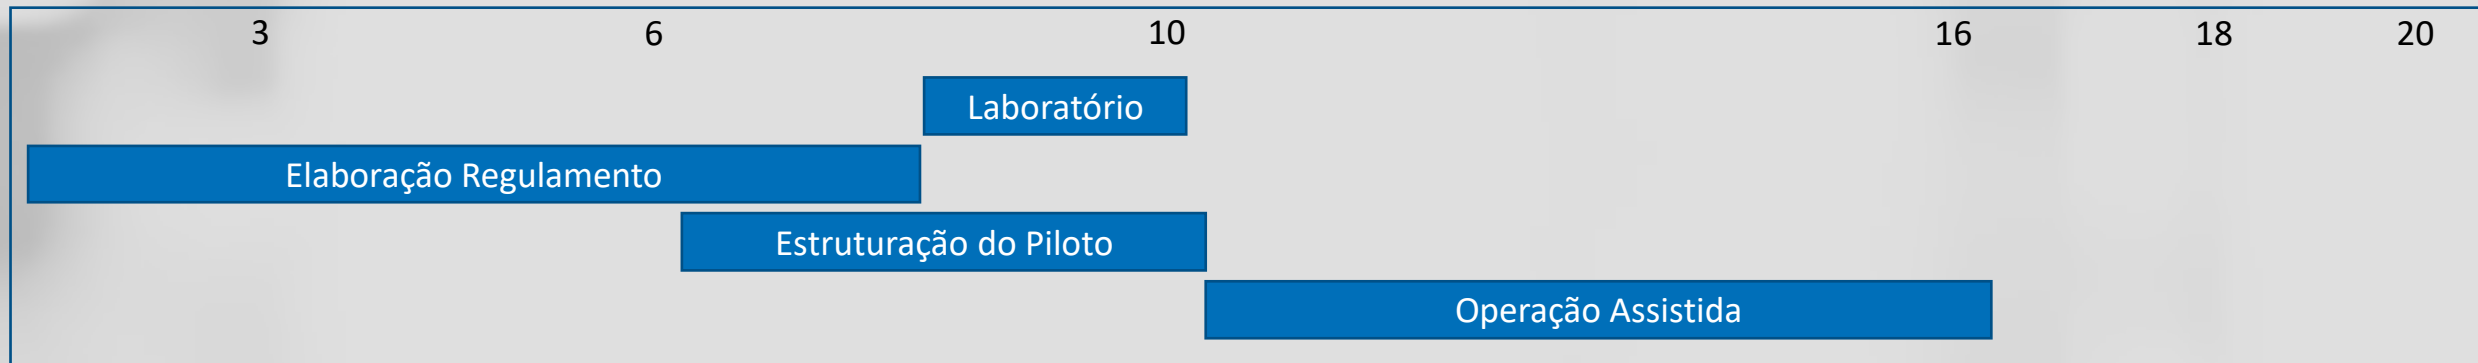 3 6 10 16 18 20
Laboratório
Elaboração Regulamento
Estruturação do Piloto
Operação Assistida